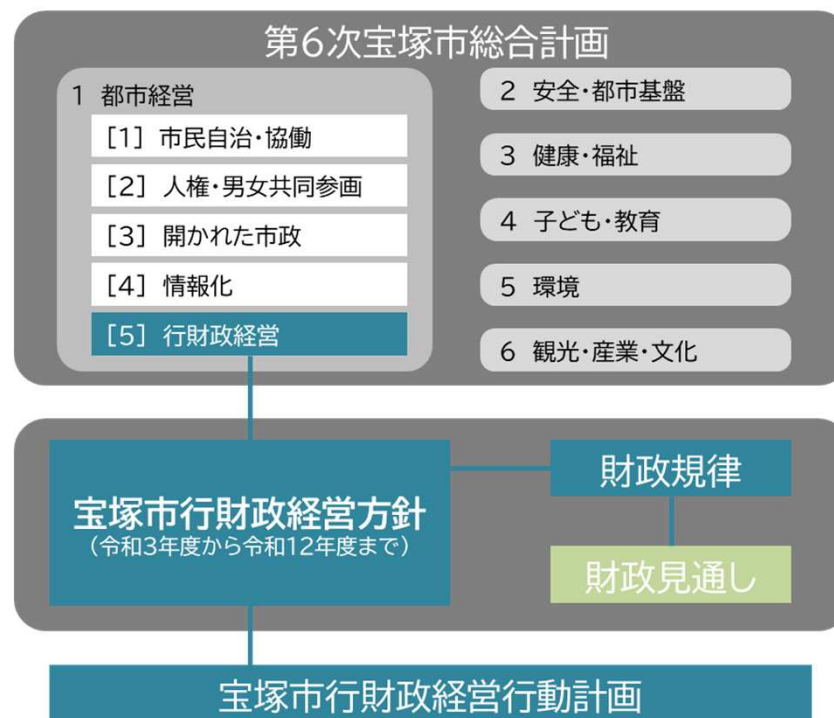 第6次宝塚市総合計画
1 都市経営
[1] 市民自治・協働
[2] 人権・男女共同参画
[3] 開かれた市政
[4] 情報化
[5] 行財政経営
2 安全・都市基盤
3 健康・福祉
4 子ども・教育
5 環境
6 観光・産業・文化
宝塚市行財政経営方針
(令和3年度から令和12年度まで)
財政規律
財政見通し
宝塚市行財政経営行動計画